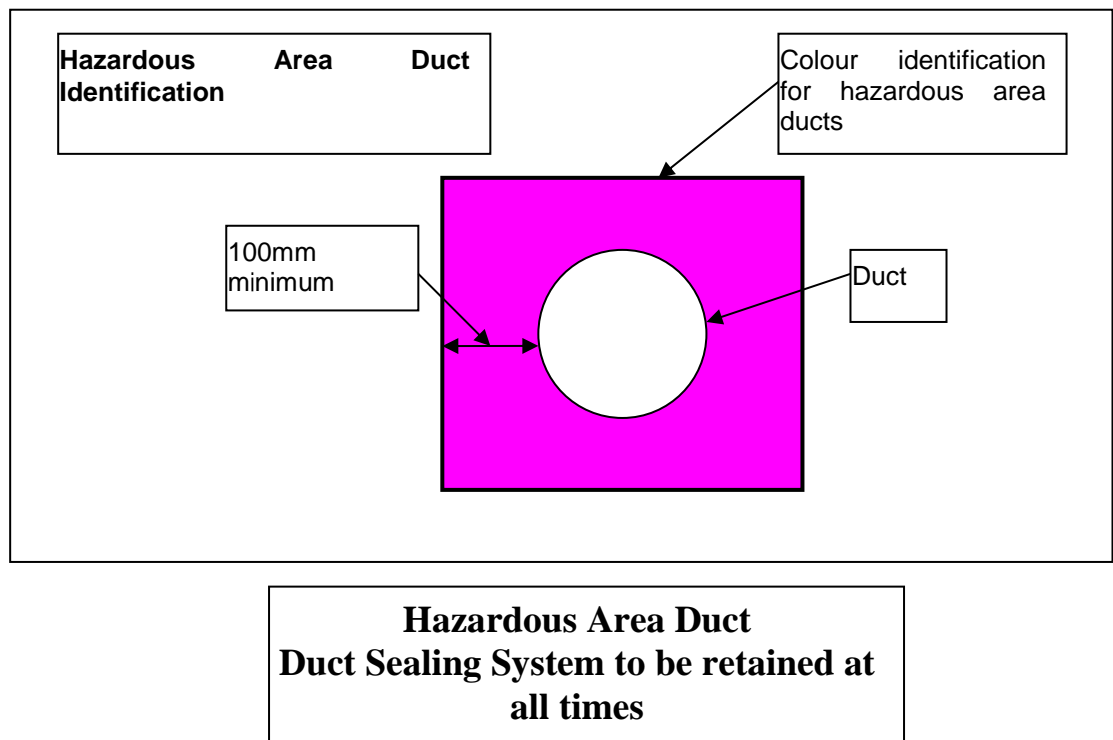 Hazardous Area Duct
Identification
Colour identification
for hazardous area
ducts
100mm
minimum
Duct
Hazardous Area Duct
Duct Sealing System to be retained at
all times